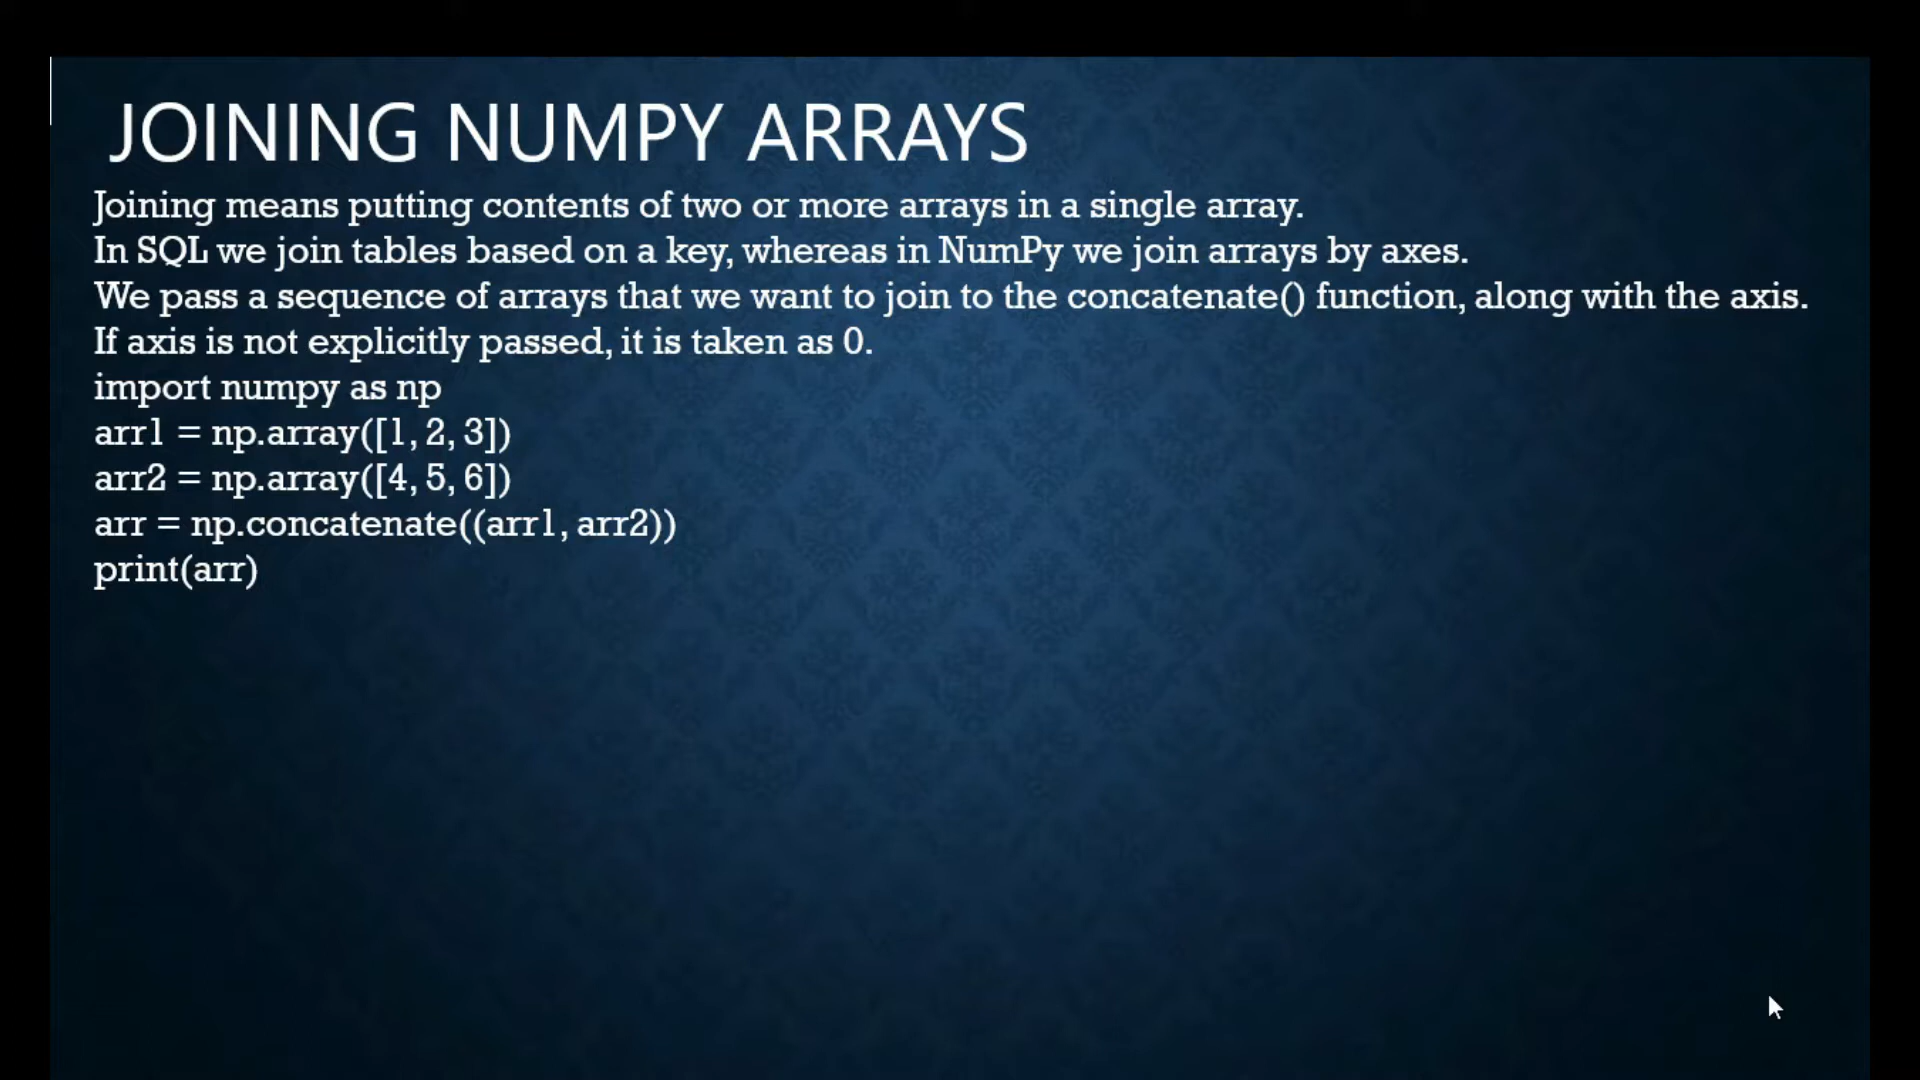 JOINING NUMPY ARRAYS
Joining means putting contents of two or more arrays in a single array.
In SQL we join tables based on a key, whereas in NumPy we join arrays by axes.
We pass a sequence of arrays that we want to join to the concatenate() function, along with the axis.
If axis is not explicitly passed, it is taken as 0.
import numpy as np
arr1 = np.array([1, 2, 3])
arr2 = np.array([4, 5, 6])
arr = np.concatenate((arr1, arr2))
print(arr)